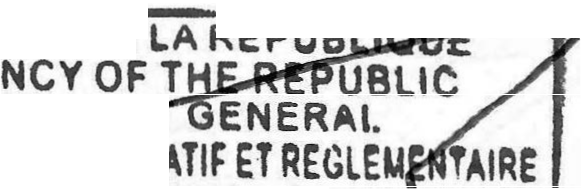 LA REPUBLIQUE
NCY OF THE REPUBLIC
GENERAL
ATIF ET REGLEMENTAIRE